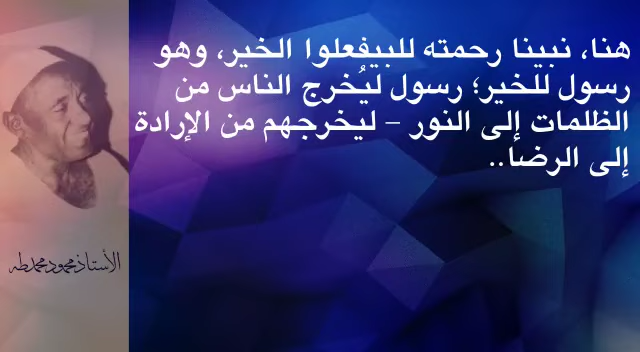 هنا، نبينا رحمته للبيفعلوا الخير، وهو
رسول للخير؛ رسول ليُخرج الناس من
الظلمات إلى النور – ليخرجهم من الإرادة
إلى الرضا..
الأستاذ محمود محمد طه